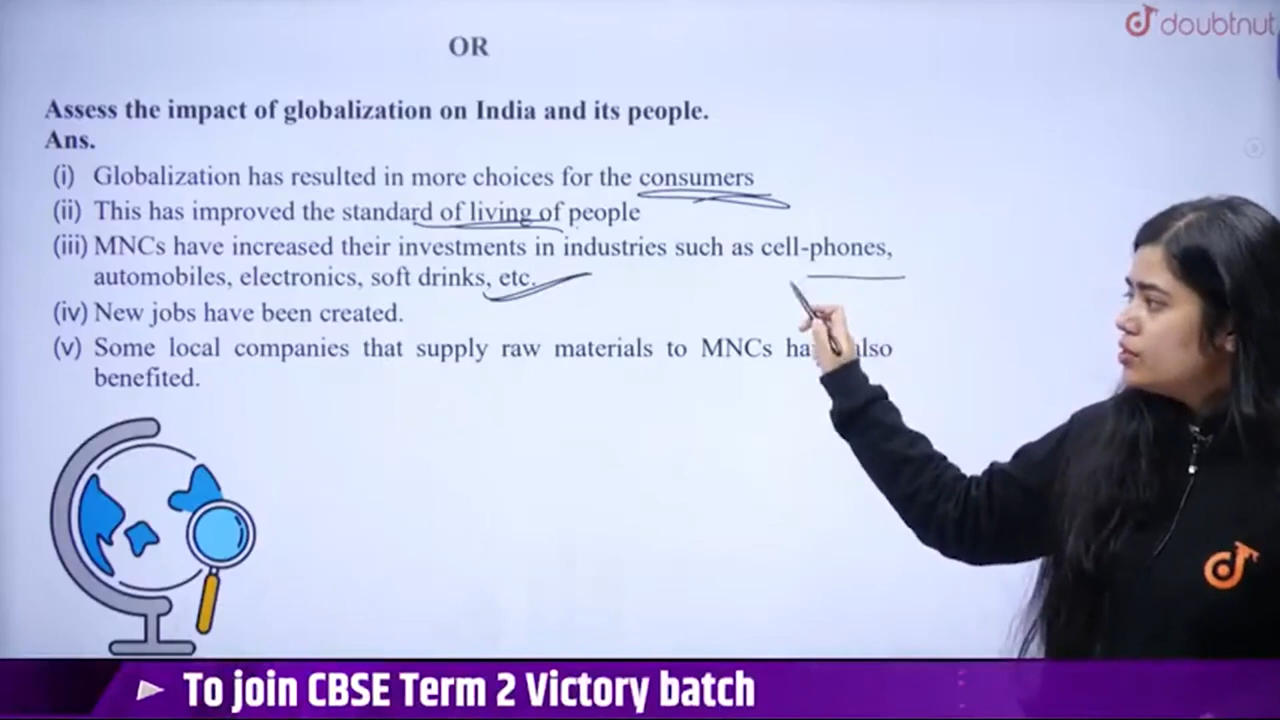 doubtnut
OR
Assess the impact of globalization on India and its people.
Ans.
(i) Globalization has resulted in more choices for the consumers
(ii) This has improved the standard of living of people
(iii) MNCs have increased their investments in industries such as cell-phones,
automobiles, electronics, soft drinks, etc.
(iv) New jobs have been created.
(v) Some local companies that supply raw materials to MNCs also
benefited.
To join CBSE Term 2 Victory batch